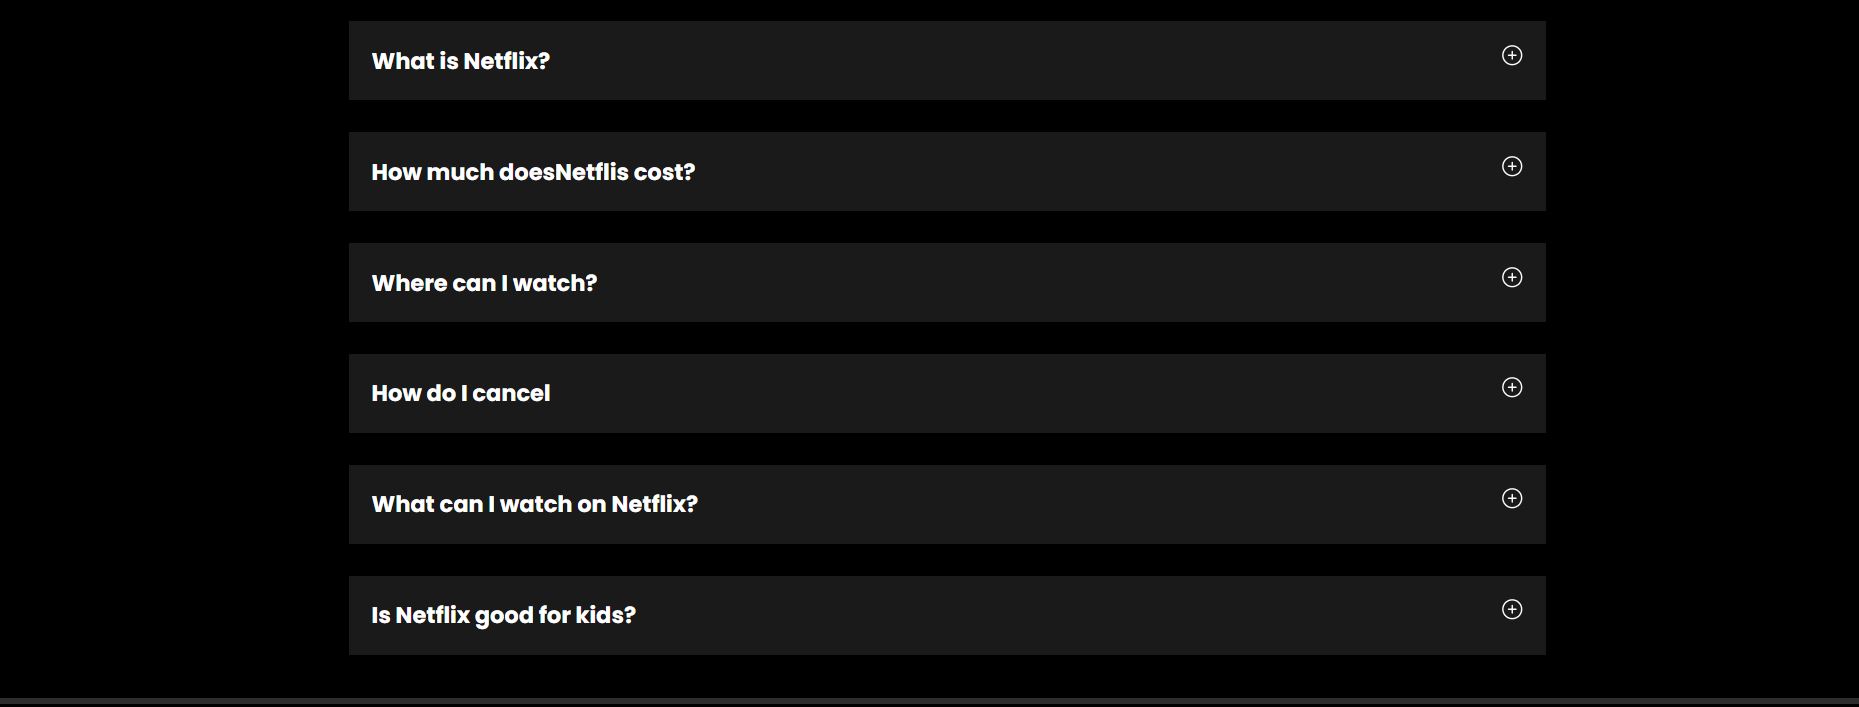 What is Netflix?
How much doesNetflis cost?
Where can I watch?
How do I cancel
What can I watch on Netflix?
Is Netflix good for kids?